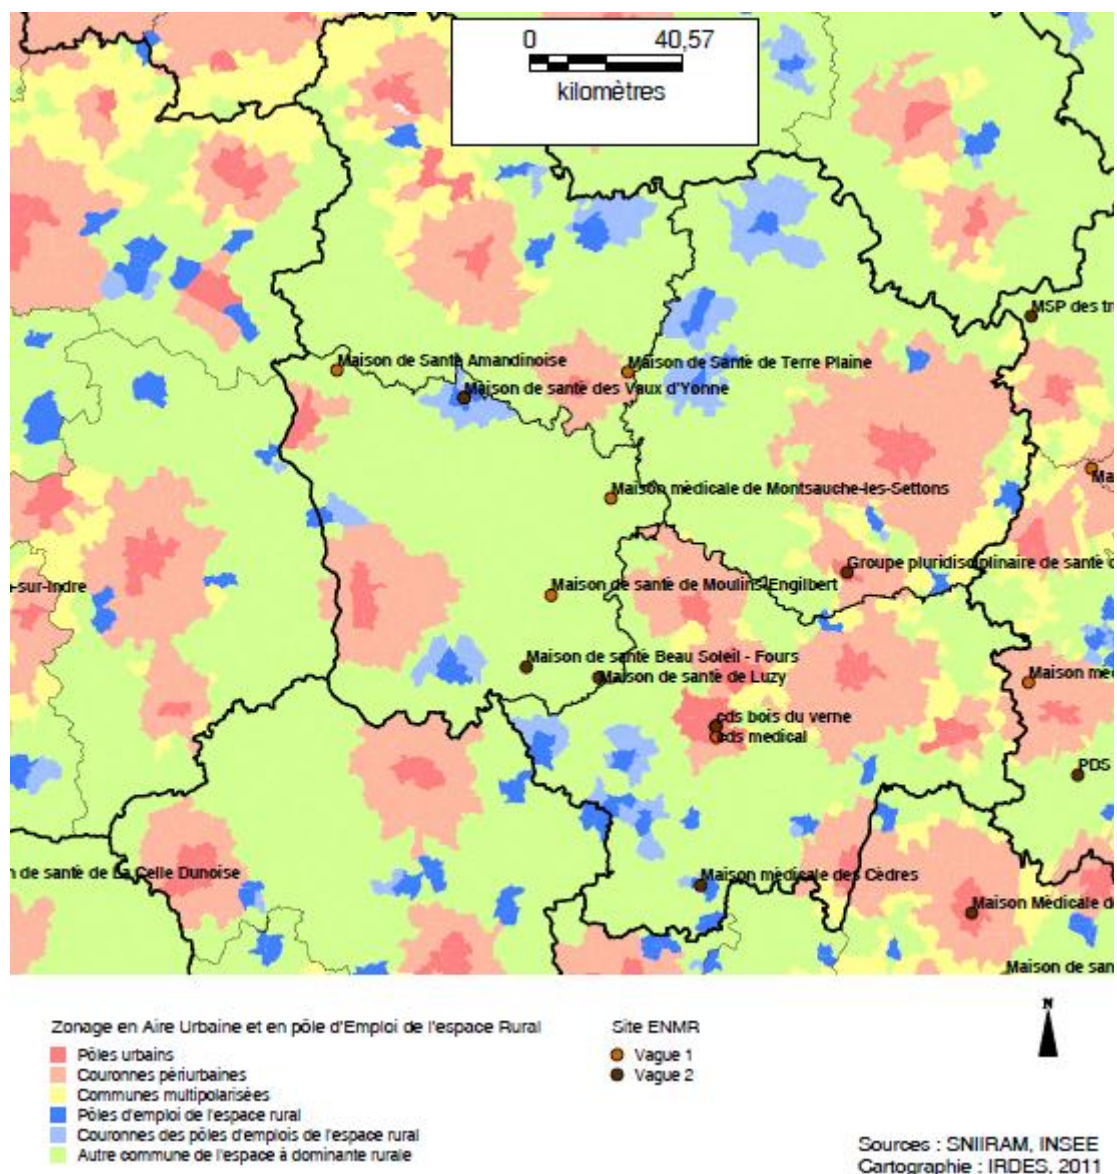 0 40,57
kilomètres
MSP des tr
Maison de Santé Amandinoise
Maison de Santé de Terre Plaine
Maison de santé des Vaux d'Yonne
Ma
Maison médicale de Montsauche-les-Settons
Groupe pluridisciplinaire de santé d
-sur-Indre
Maison de santé de Moulins-Engilbert
Maison de santé Beau Soleil - Fours
Maison de santé de Luzy
Maison méd
cds bois du verne
cds medical
PDS
n de santé de La Celle Dunoise
Maison médicale des Cèdres
Maison Médicale de
Maison de san
N
Zonage en Aire Urbaine et en pôle d'Emploi de l'espace Rural
Pôles urbains
Couronnes périurbaines
Communes multipolarisées
Pôles d'emploi de l'espace rural
Couronnes des pôles d'emplois de l'espace rural
Autre commune de l'espace à dominante rurale
Site ENMR
Vague 1
Vague 2
Sources : SNIIRAM, INSEE
Cartographie : IRDES, 2011